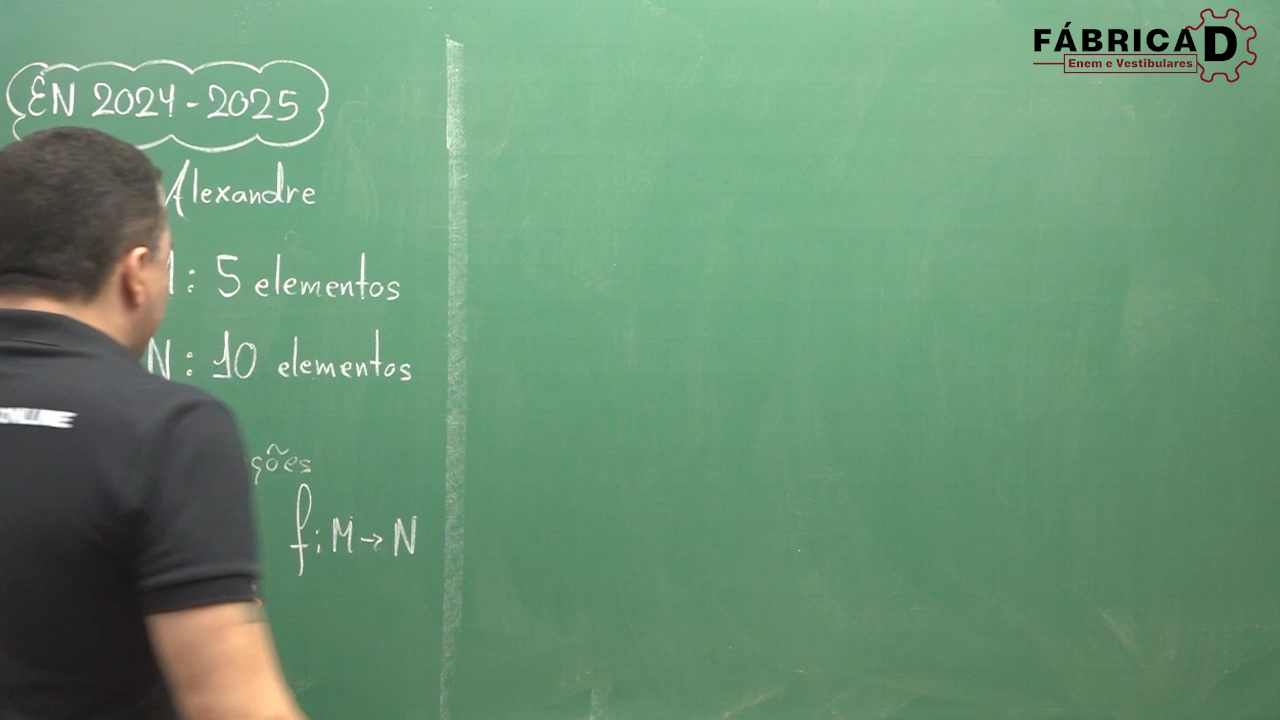 FÁBRICA D
Enem e Vestibulares
EN 2024-2025
Alexandre
: 5 elementos
N : 10 elementos
ções
f: M → N